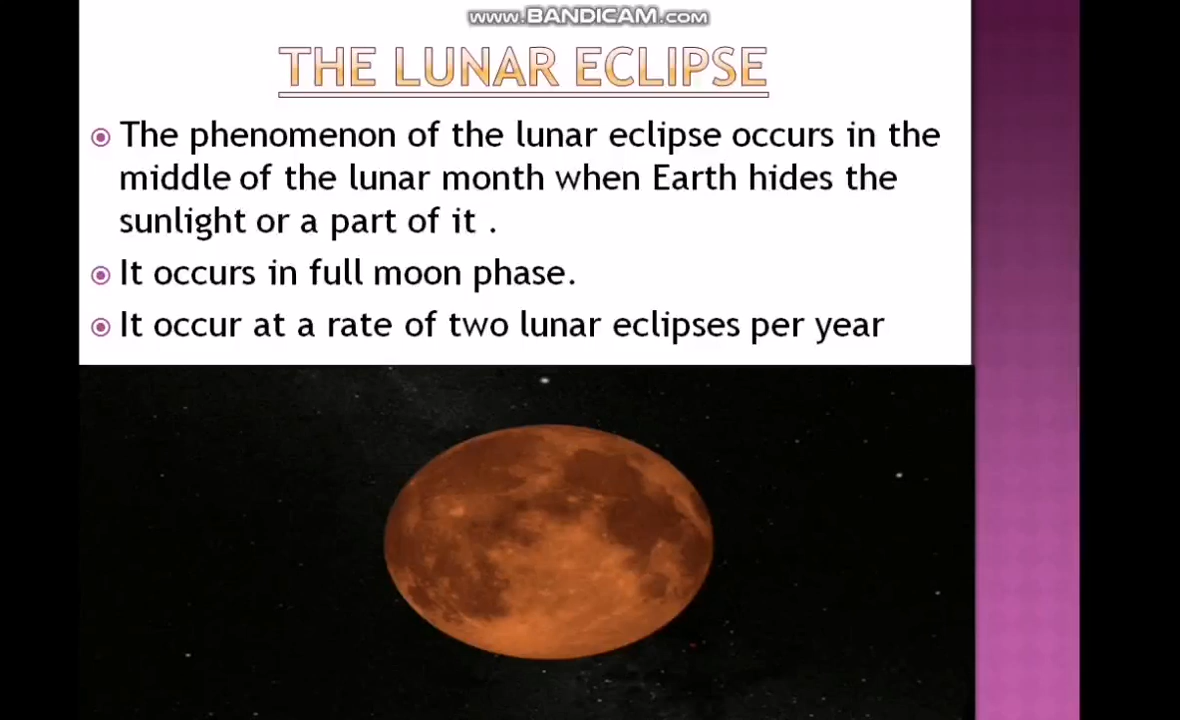 www.BANDICAM.com
THE LUNAR ECLIPSE
The phenomenon of the lunar eclipse occurs in the
middle of the lunar month when Earth hides the
sunlight or a part of it .
It occurs in full moon phase.
It occur at a rate of two lunar eclipses per year